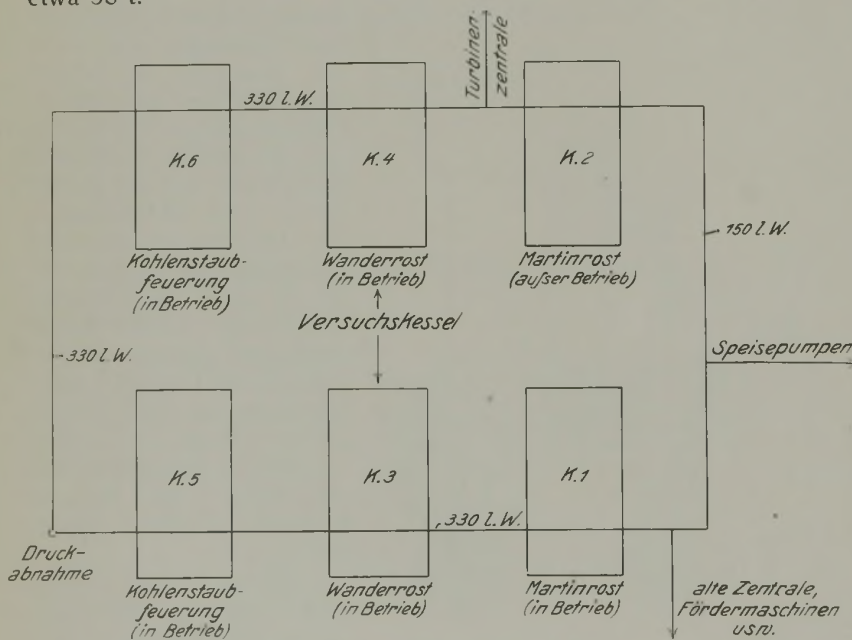 etwa 50 t.
Turbinen-
zentrale
330 l.W.
K.6
K.4
K.2
150 l.W.
Kohlenstaub-
feuerung
(in Betrieb)
Wanderrost
(in Betrieb)
Martinrost
(außer Betrieb)
Versuchskessel
330 l.W.
Speisepumpen
K.5
K.3
K.1
330 l.W.
Druck-
abnahme
Kohlenstaub-
feuerung
(in Betrieb)
Wanderrost
(in Betrieb)
Martinrost
(in Betrieb)
alte Zentrale,
Fördermaschinen
usw.